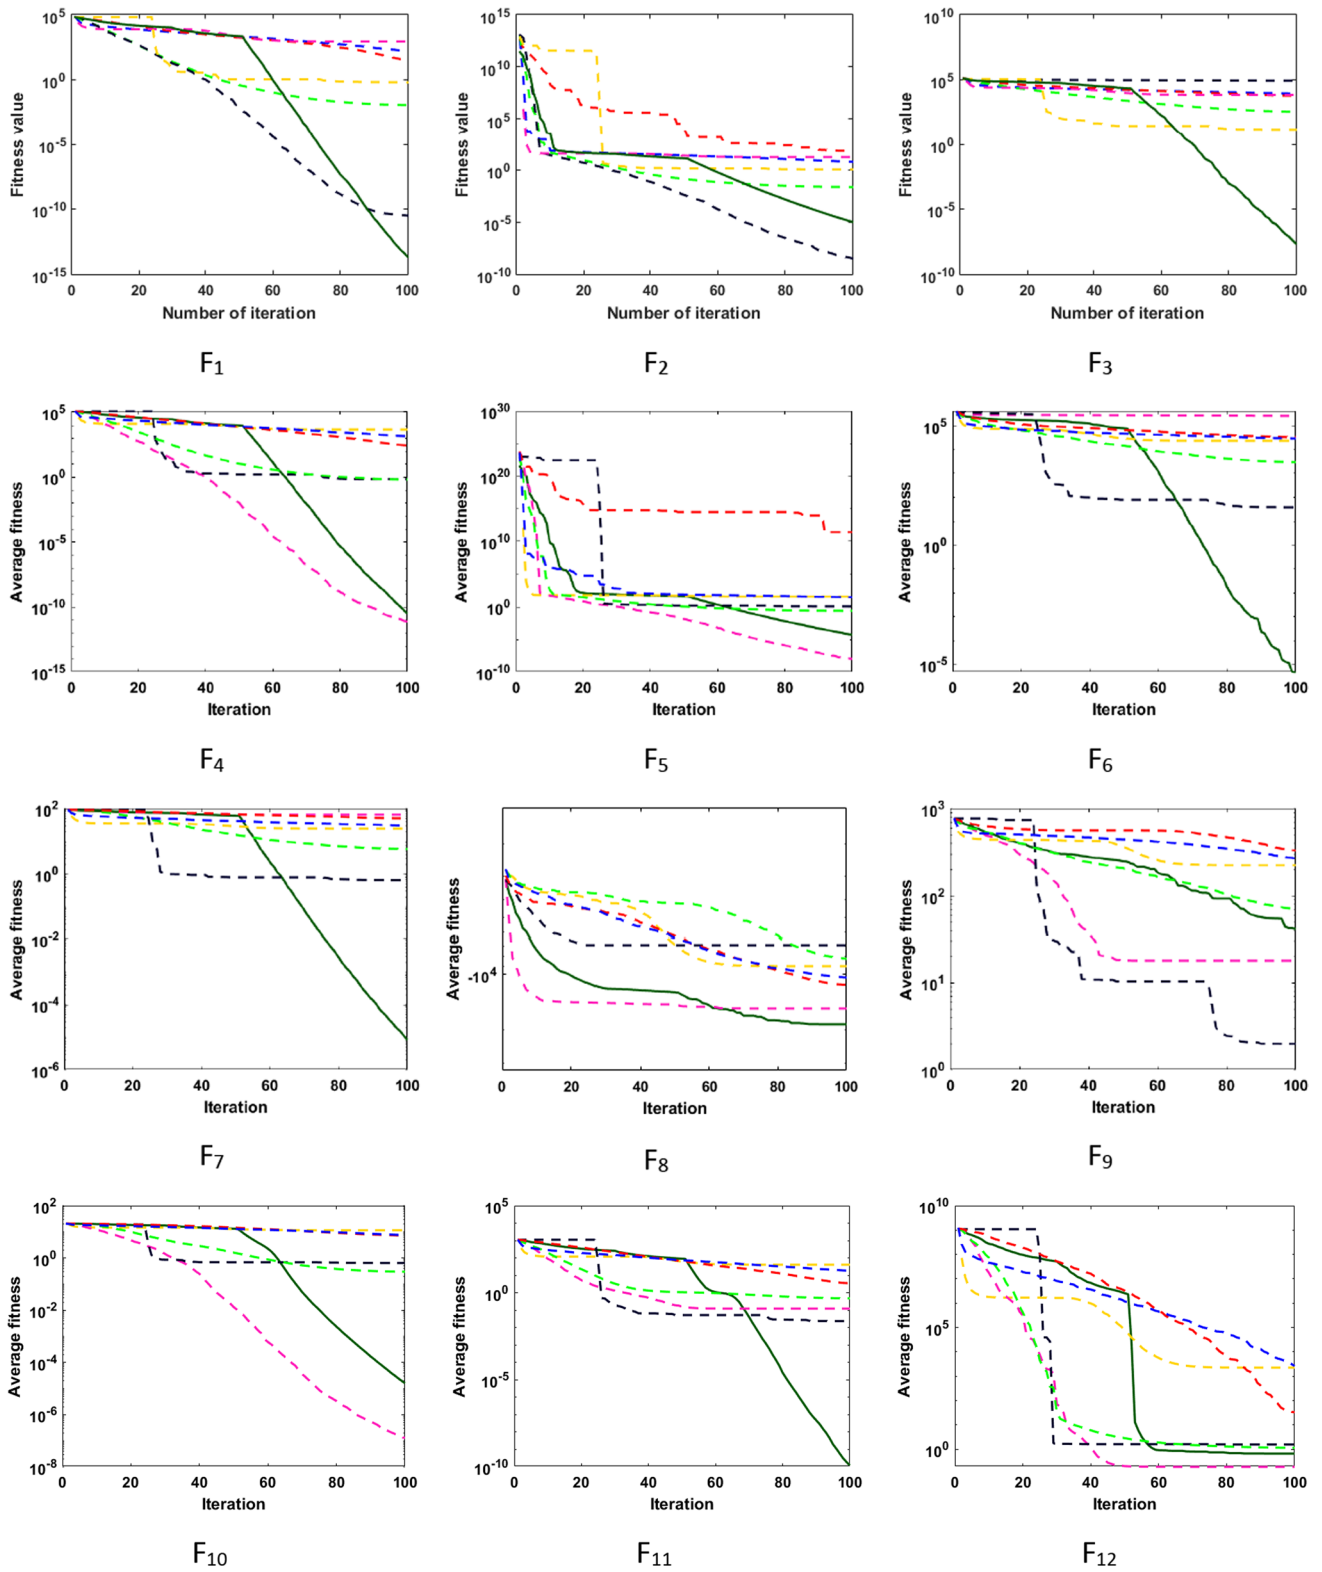 10^5 10^0 10^-5 10^-10 10^-15
Fitness value
0 20 40 60 80 100
Number of iteration
F1
10^15 10^10 10^5 10^0 10^-5 10^-10
Fitness value
0 20 40 60 80 100
Number of iteration
F2
10^10 10^5 10^0 10^-5 10^-10
Fitness value
0 20 40 60 80 100
Number of iteration
F3
10^5 10^0 10^-5 10^-10 10^-15
Average fitness
0 20 40 60 80 100
Iteration
F4
10^30 10^20 10^10 10^0 10^-10
Average fitness
0 20 40 60 80 100
Iteration
F5
10^5 10^0 10^-5
Average fitness
0 20 40 60 80 100
Iteration
F6
10^2 10^0 10^-2 10^-4 10^-6
Average fitness
0 20 40 60 80 100
Iteration
F7
-10^4
Average fitness
0 20 40 60 80 100
Iteration
F8
10^3 10^2 10^1 10^0
Average fitness
0 20 40 60 80 100
Iteration
F9
10^2 10^0 10^-2 10^-4 10^-6 10^-8
Average fitness
0 20 40 60 80 100
Iteration
F10
10^5 10^0 10^-5 10^-10
Average fitness
0 20 40 60 80 100
Iteration
F11
10^10 10^5 10^0
Average fitness
0 20 40 60 80 100
Iteration
F12